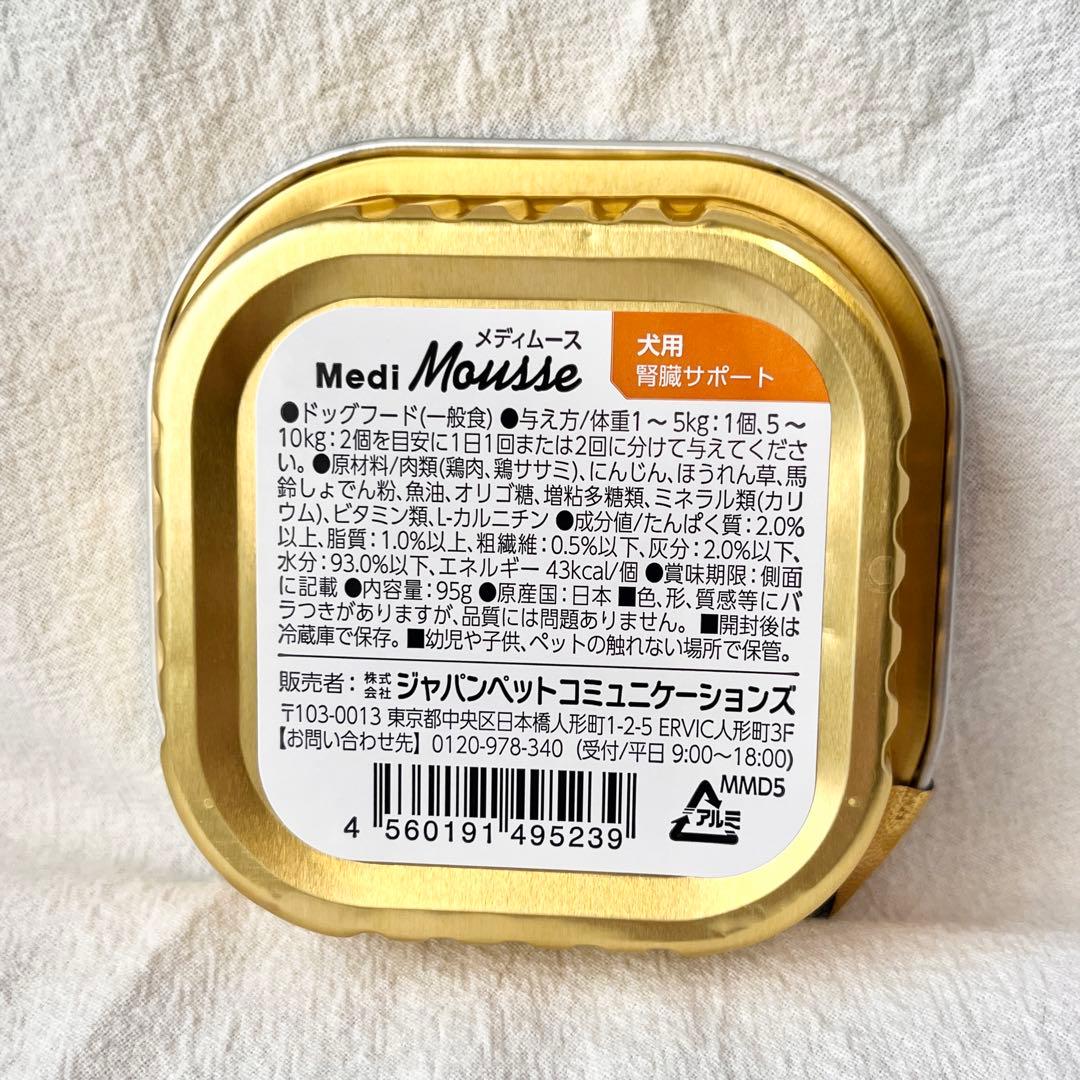 メディムース
Medi Mousse
犬用
腎臓サポート
●ドッグフード(一般食) ●与え方/体重1〜5kg:1個、5〜
10kg:2個を目安に1日1回または2回に分けて与えてくださ
い。●原材料/肉類(鶏肉、鶏ササミ)、にんじん、ほうれん草、馬
鈴しょでん粉、魚油、オリゴ糖、増粘多糖類、ミネラル類(カリ
ウム)、ビタミン類、L-カルニチン ●成分値/たんぱく質:2.0%
以上、脂質:1.0%以上、粗繊維:0.5%以下、灰分:2.0%以下、
水分:93.0%以下、エネルギー 43kcal/個 ●賞味期限:側面
に記載 ●内容量:95g ●原産国:日本 ■色、形、質感等にバ
ラつきがありますが、品質には問題ありません。 ■開封後は
冷蔵庫で保存。■幼児や子供、ペットの触れない場所で保管。
販売者:株式会社ジャパンペットコミュニケーションズ
〒103-0013 東京都中央区日本橋人形町1-2-5 ERVIC人形町3F
【お問い合わせ先】0120-978-340 (受付/平日 9:00〜18:00)
MMD5
アルミ
4 560191 495239